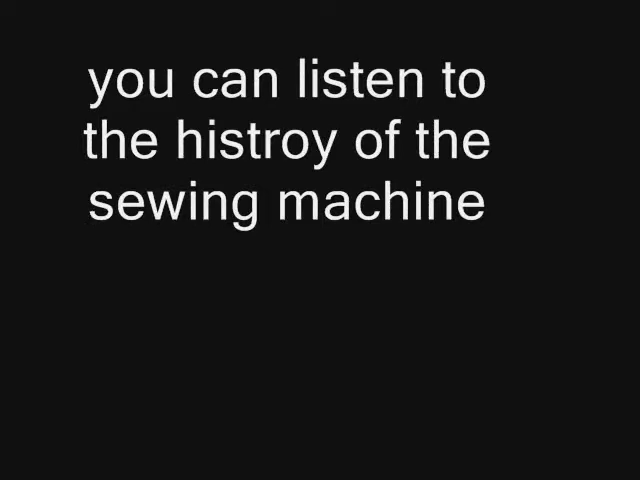 you can listen to
the histroy of the
sewing machine